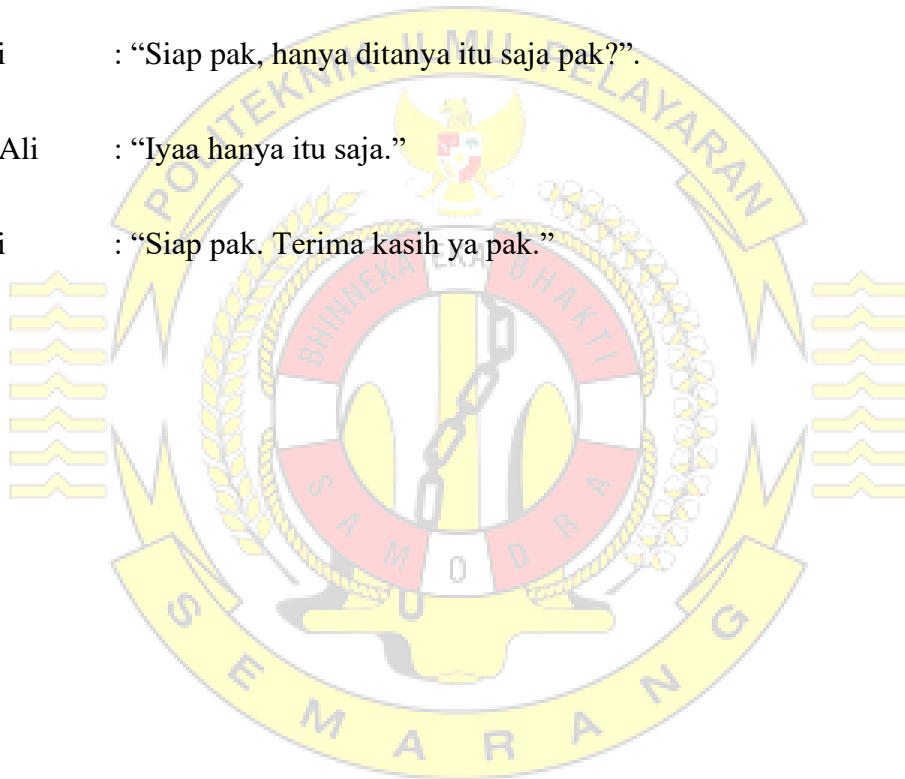 i : “Siap pak, hanya ditanya itu saja pak?”.
Ali : “Iyaa hanya itu saja.”
i : “Siap pak. Terima kasih ya pak.”
POLITEKNIK ILMU PELAYARAN
BHINNEKA EKA BHAKTI
SAMODRA
SEMARANG